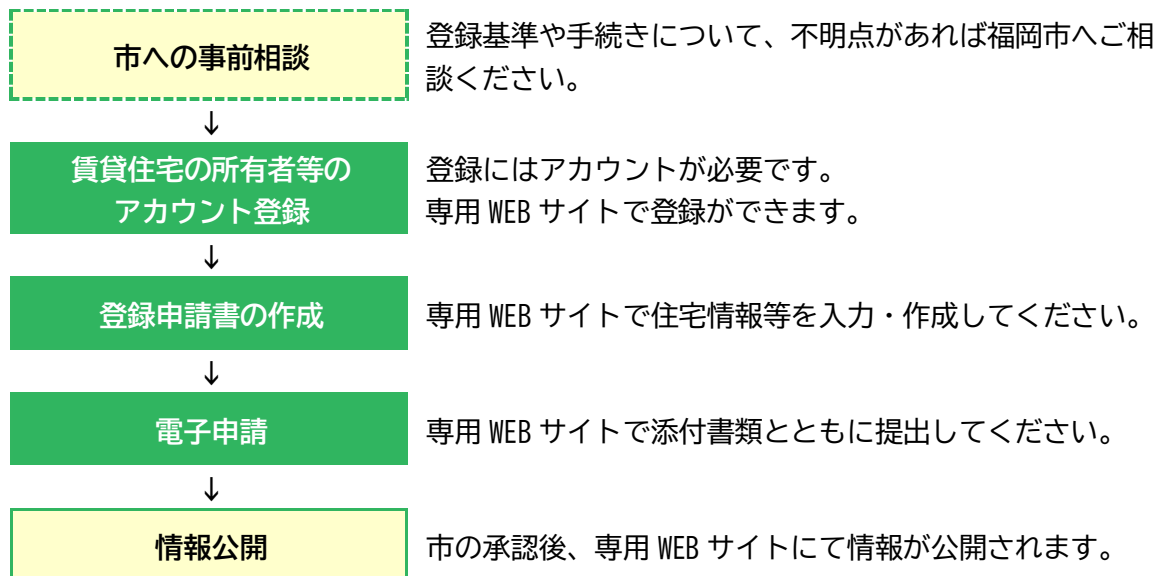 市への事前相談
登録基準や手続きについて、不明点があれば福岡市へご相
談ください。
↓
賃貸住宅の所有者等の
アカウント登録
登録にはアカウントが必要です。
専用 WEB サイトで登録ができます。
↓
登録申請書の作成
専用 WEB サイトで住宅情報等を入力・作成してください。
↓
電子申請
専用 WEB サイトで添付書類とともに提出してください。
↓
情報公開
市の承認後、専用 WEB サイトにて情報が公開されます。